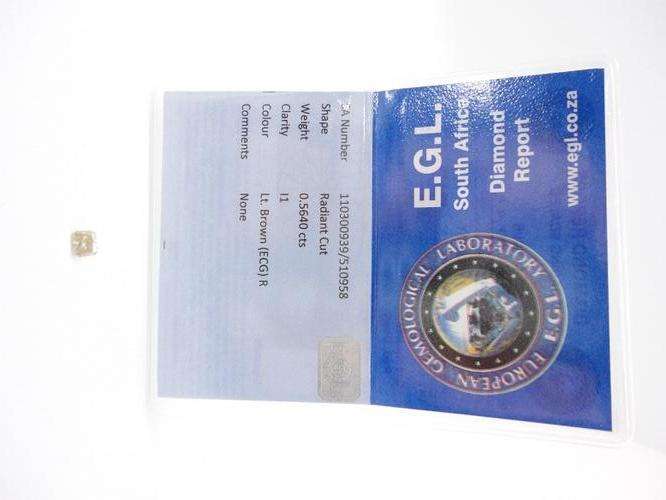 E.G.L.
South Africa
Diamond
Report
www.egl.co.za
EUROPEAN GEMOLOGICAL LABORATORY "E.G.L."
SA Number 110300939/510958
Shape Radiant Cut
Weight 0.5640 cts
Clarity I1
Colour Lt. Brown (ECG) R
Comments None